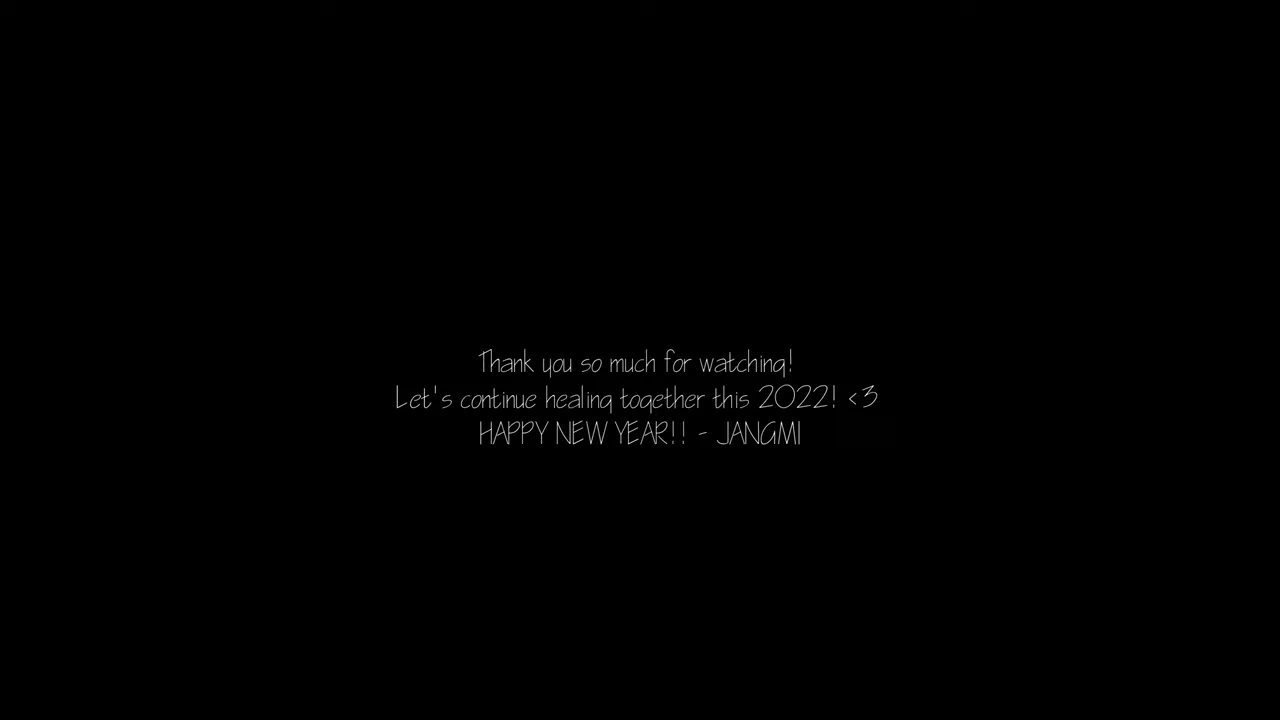 Thank you so much for watching!
Let's continue healing together this 2022! <3
HAPPY NEW YEAR!! - JANGMI